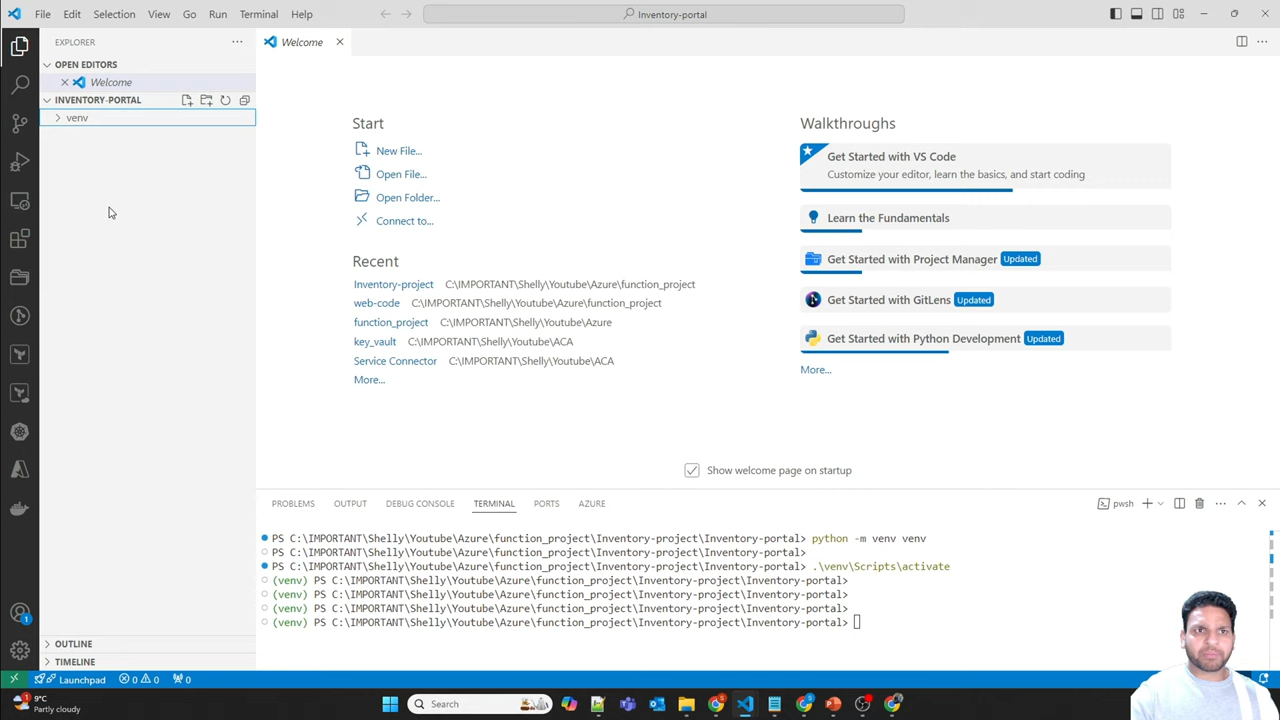 File Edit Selection View Go Run Terminal Help
Inventory-portal
EXPLORER
OPEN EDITORS
Welcome
INVENTORY-PORTAL
venv
OUTLINE
TIMELINE
Welcome
Start
New File...
Open File...
Open Folder...
Connect to...
Recent
Inventory-project C:\IMPORTANT\Shelly\Youtube\Azure\function_project
web-code C:\IMPORTANT\Shelly\Youtube\Azure\function_project
function_project C:\IMPORTANT\Shelly\Youtube\Azure
key_vault C:\IMPORTANT\Shelly\Youtube\ACA
Service Connector C:\IMPORTANT\Shelly\Youtube\ACA
More...
Walkthroughs
Get Started with VS Code
Customize your editor, learn the basics, and start coding
Learn the Fundamentals
Get Started with Project Manager Updated
Get Started with GitLens Updated
Get Started with Python Development Updated
More...
Show welcome page on startup
PROBLEMS OUTPUT DEBUG CONSOLE TERMINAL PORTS AZURE
pwsh
PS C:\IMPORTANT\Shelly\Youtube\Azure\function_project\Inventory-project\Inventory-portal> python -m venv venv
PS C:\IMPORTANT\Shelly\Youtube\Azure\function_project\Inventory-project\Inventory-portal>
PS C:\IMPORTANT\Shelly\Youtube\Azure\function_project\Inventory-project\Inventory-portal> .\venv\Scripts\activate
(venv) PS C:\IMPORTANT\Shelly\Youtube\Azure\function_project\Inventory-project\Inventory-portal>
(venv) PS C:\IMPORTANT\Shelly\Youtube\Azure\function_project\Inventory-project\Inventory-portal>
(venv) PS C:\IMPORTANT\Shelly\Youtube\Azure\function_project\Inventory-project\Inventory-portal>
(venv) PS C:\IMPORTANT\Shelly\Youtube\Azure\function_project\Inventory-project\Inventory-portal>
1
Launchpad 0 0 0
1
9°C
Partly cloudy
Search